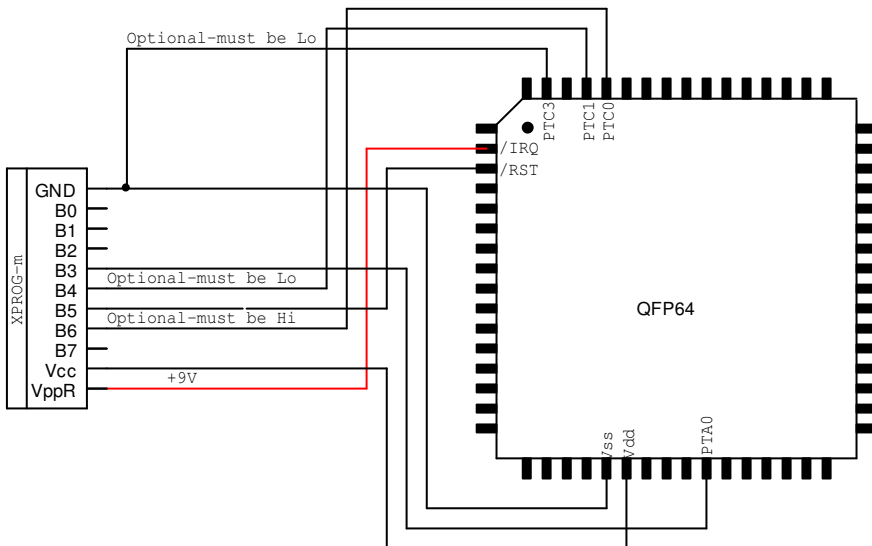 Optional-must be Lo
PTC3
PTC1
PTC0
/IRQ
/RST
XPROG-m
GND
B0
B1
B2
B3
Optional-must be Lo
B4
B5
Optional-must be Hi
B6
B7
Vcc
+9V
VppR
QFP64
Vss
Vdd
PTA0